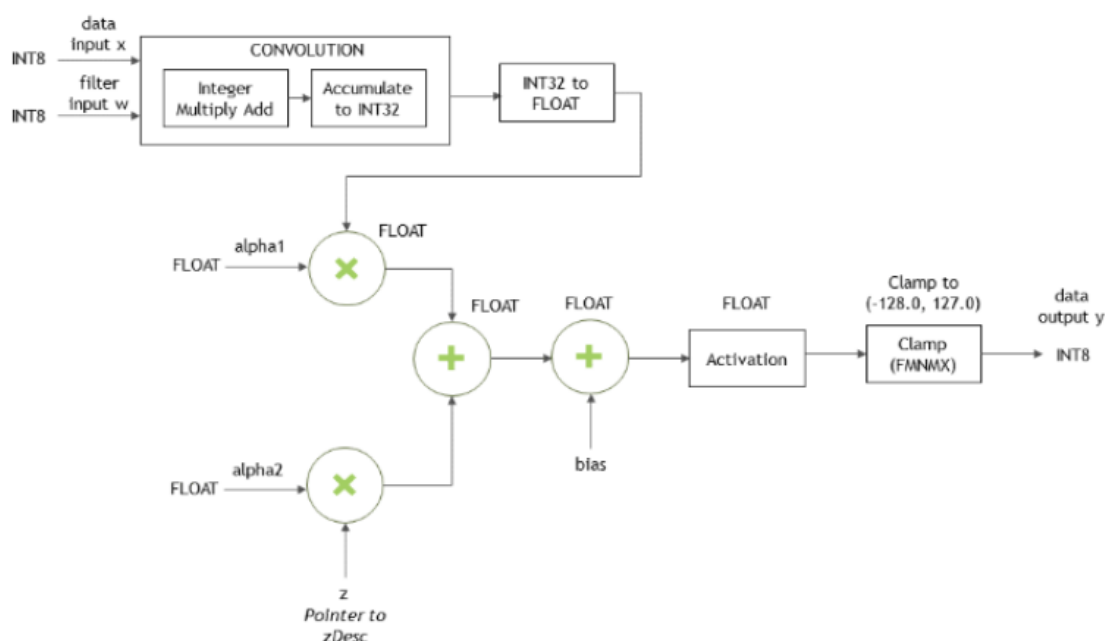 data
input x
INT8
filter
input w
INT8
CONVOLUTION
Integer
Multiply Add
Accumulate
to INT32
INT32 to
FLOAT
FLOAT
alpha1
FLOAT
FLOAT
FLOAT
FLOAT
Clamp to
(-128.0, 127.0)
data
output y
Activation
Clamp
(FMNMX)
INT8
bias
FLOAT
alpha2
z
Pointer to
zDesc